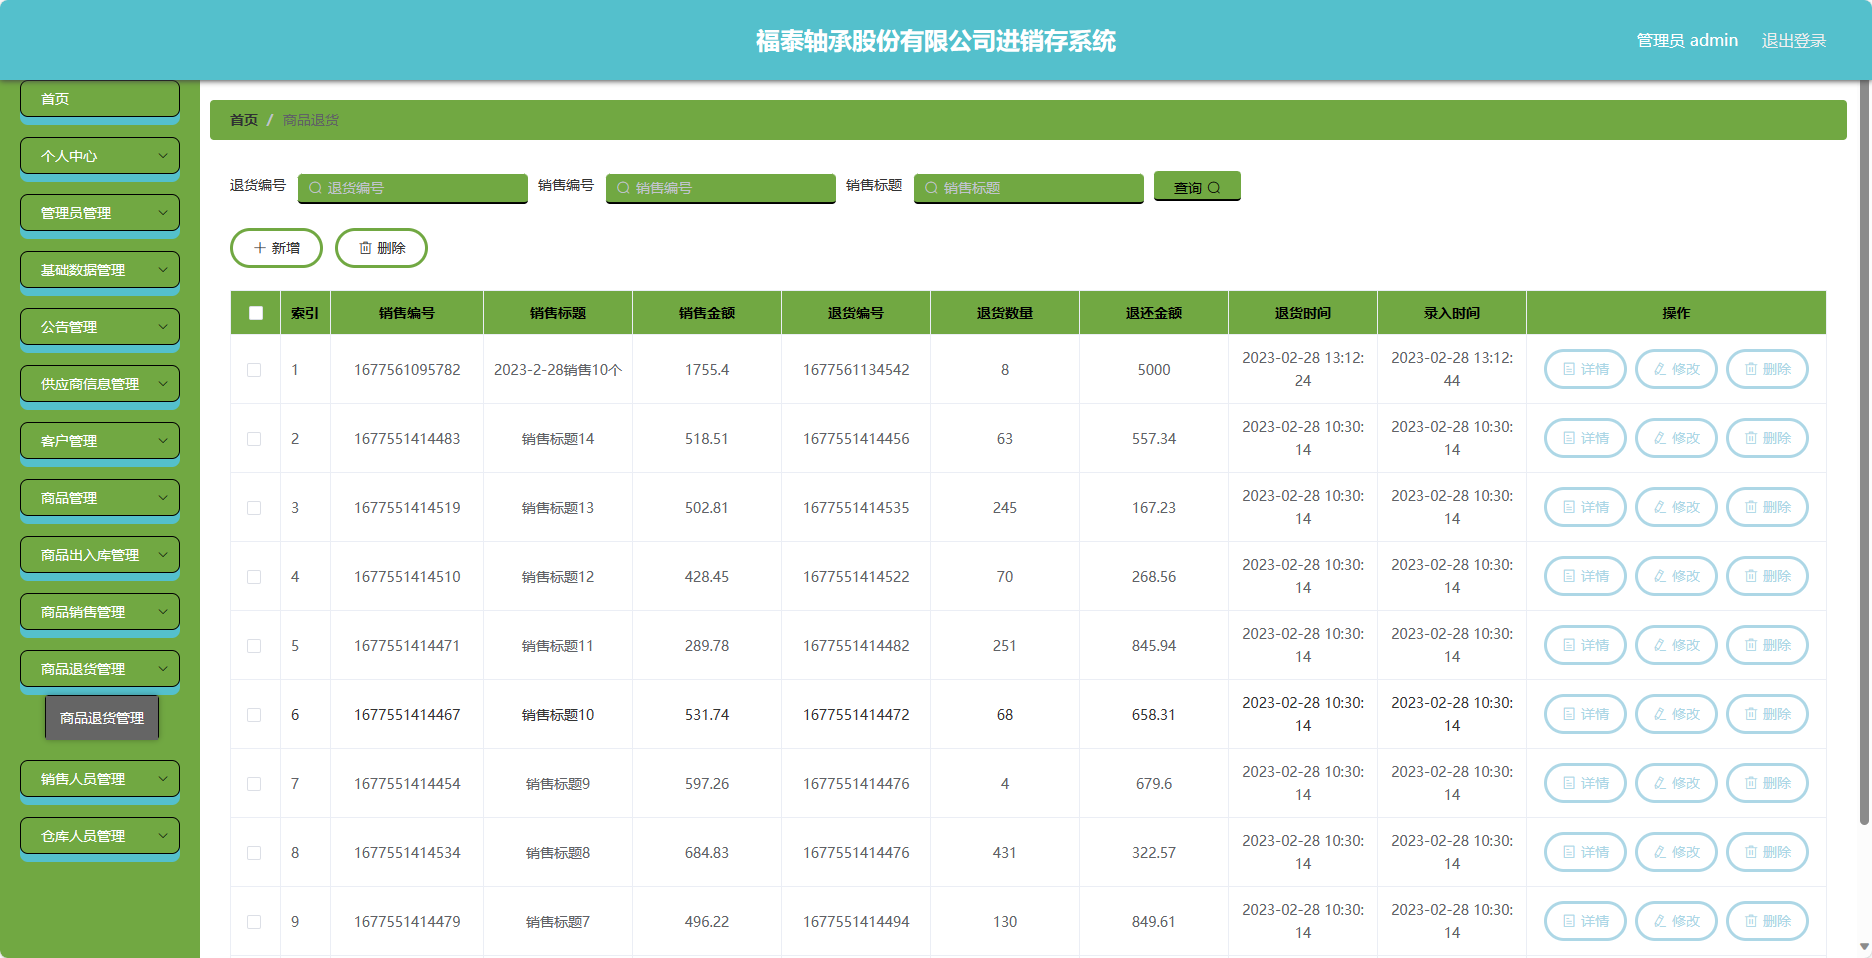 福泰轴承股份有限公司进销存系统
管理员 admin 退出登录
首页
个人中心
管理员管理
基础数据管理
公告管理
供应商信息管理
客户管理
商品管理
商品出入库管理
商品销售管理
商品退货管理
商品退货管理
销售人员管理
仓库人员管理
首页 / 商品退货
退货编号 退货编号 销售编号 销售编号 销售标题 销售标题 查询
新增 删除
索引 销售编号 销售标题 销售金额 退货编号 退货数量 退还金额 退货时间 录入时间 操作
1 1677561095782 2023-2-28销售10个 1755.4 1677561134542 8 5000 2023-02-28 13:12:24 2023-02-28 13:12:44 详情 修改 删除
2 1677551414483 销售标题14 518.51 1677551414456 63 557.34 2023-02-28 10:30:14 2023-02-28 10:30:14 详情 修改 删除
3 1677551414519 销售标题13 502.81 1677551414535 245 167.23 2023-02-28 10:30:14 2023-02-28 10:30:14 详情 修改 删除
4 1677551414510 销售标题12 428.45 1677551414522 70 268.56 2023-02-28 10:30:14 2023-02-28 10:30:14 详情 修改 删除
5 1677551414471 销售标题11 289.78 1677551414482 251 845.94 2023-02-28 10:30:14 2023-02-28 10:30:14 详情 修改 删除
6 1677551414467 销售标题10 531.74 1677551414472 68 658.31 2023-02-28 10:30:14 2023-02-28 10:30:14 详情 修改 删除
7 1677551414454 销售标题9 597.26 1677551414476 4 679.6 2023-02-28 10:30:14 2023-02-28 10:30:14 详情 修改 删除
8 1677551414534 销售标题8 684.83 1677551414476 431 322.57 2023-02-28 10:30:14 2023-02-28 10:30:14 详情 修改 删除
9 1677551414479 销售标题7 496.22 1677551414494 130 849.61 2023-02-28 10:30:14 2023-02-28 10:30:14 详情 修改 删除